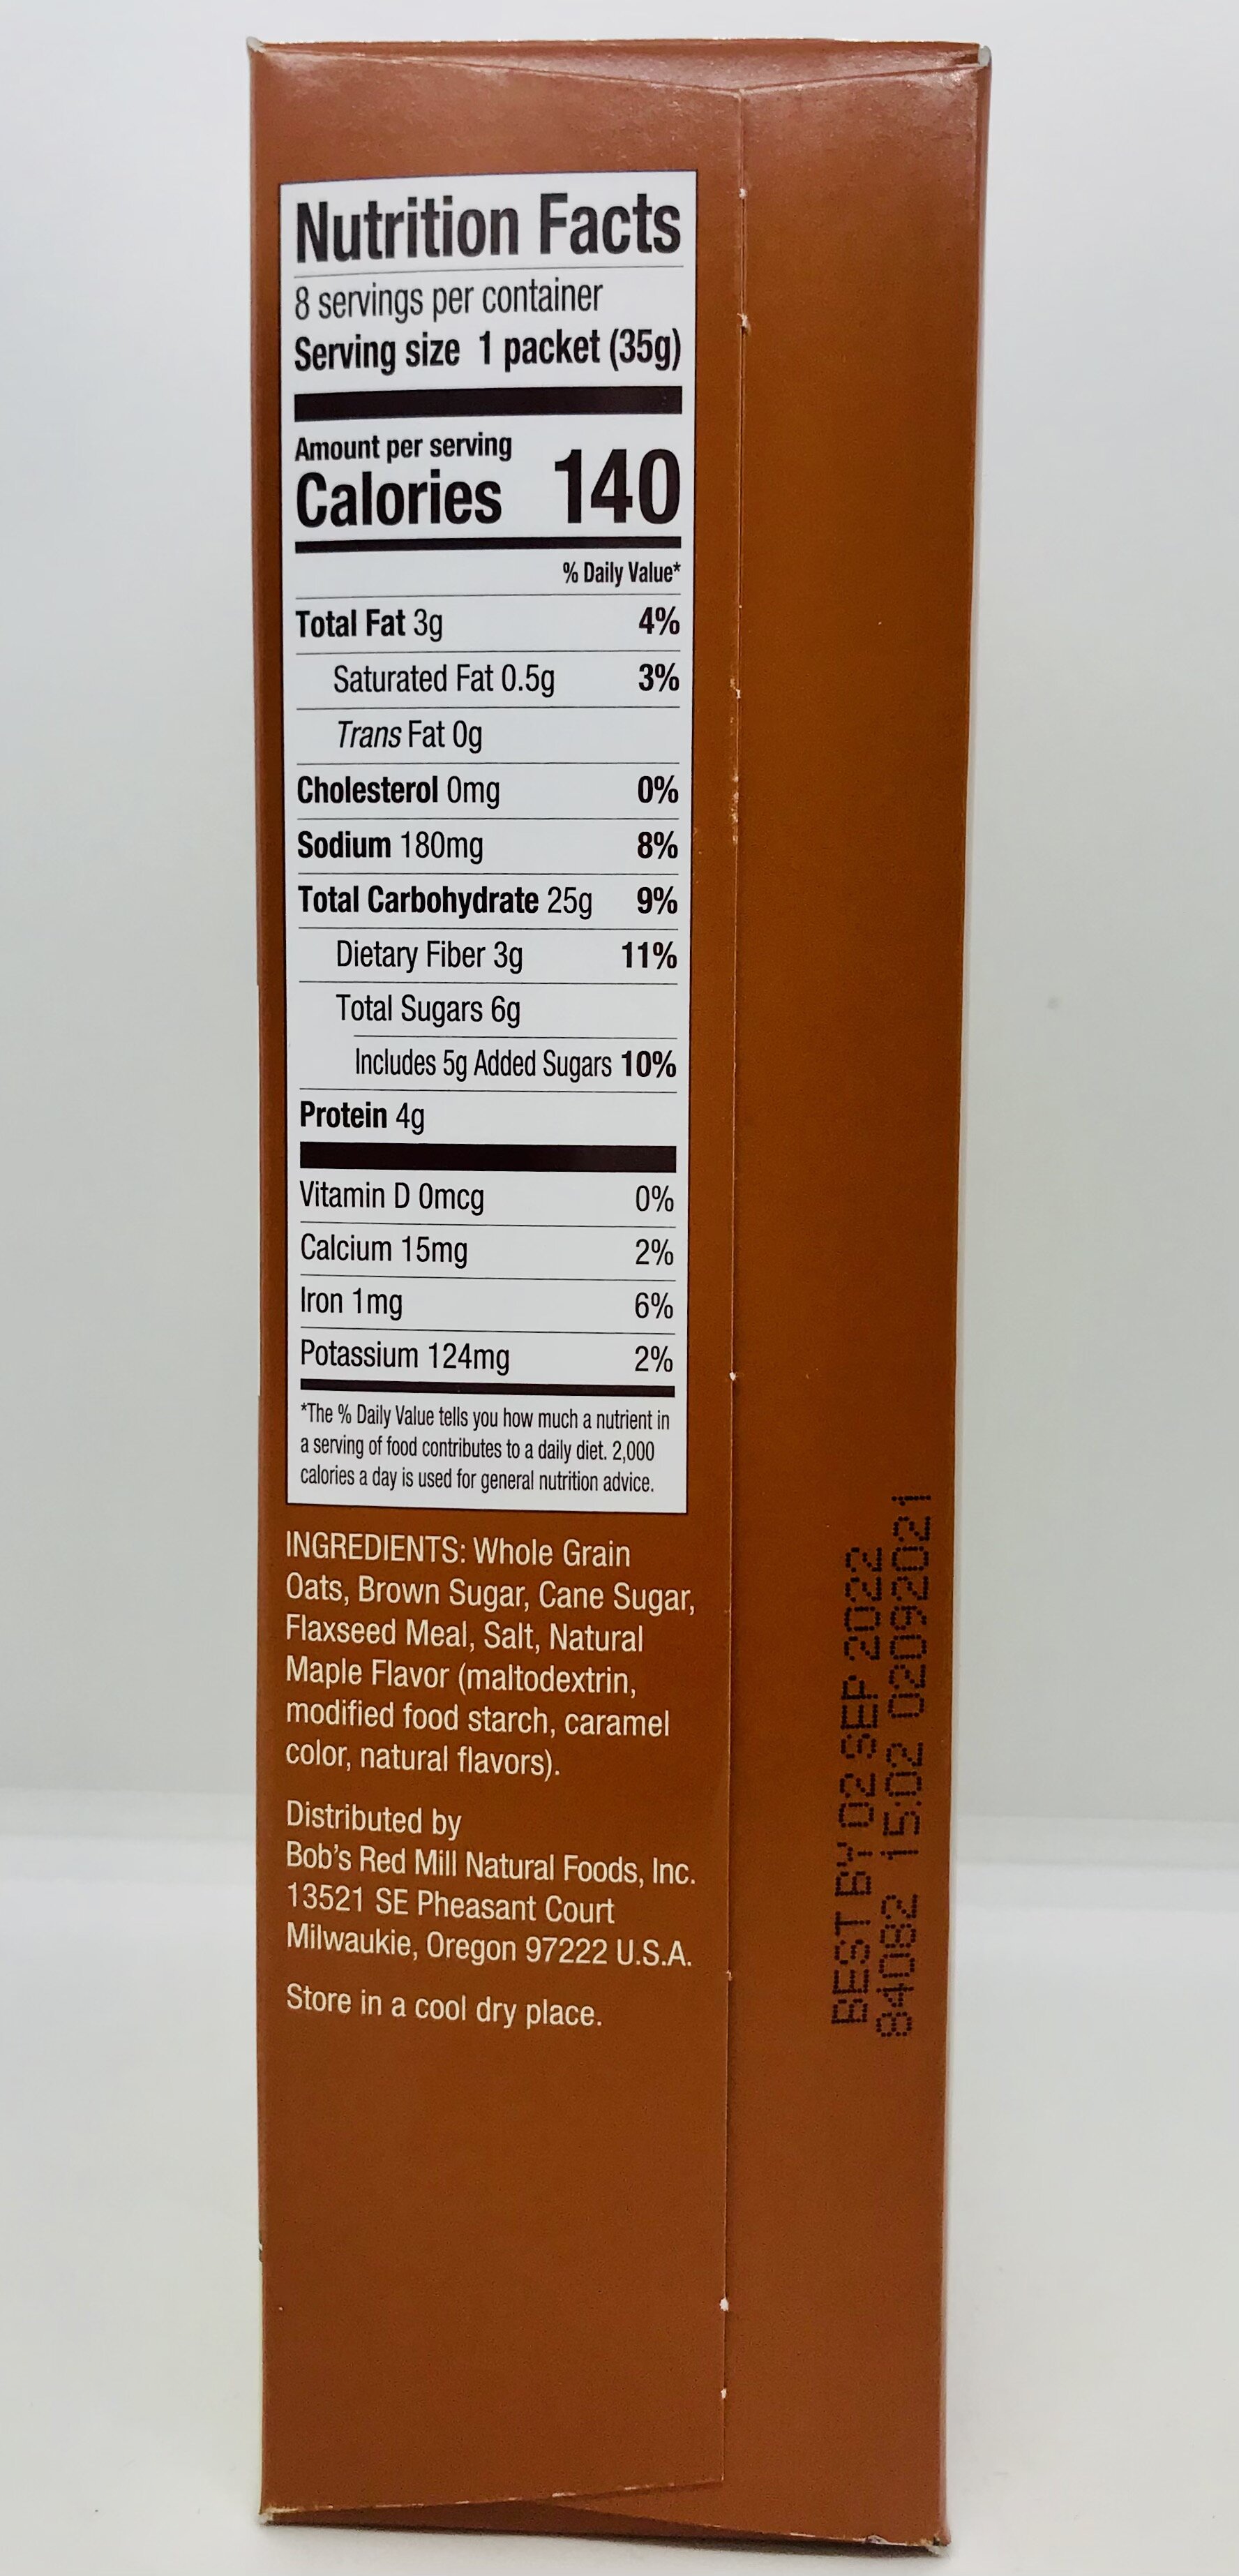 Nutrition Facts
8 servings per container
Serving size 1 packet (35g)
Amount per serving
Calories 140
% Daily Value*
Total Fat 3g 4%
Saturated Fat 0.5g 3%
Trans Fat 0g
Cholesterol 0mg 0%
Sodium 180mg 8%
Total Carbohydrate 25g 9%
Dietary Fiber 3g 11%
Total Sugars 6g
Includes 5g Added Sugars 10%
Protein 4g
Vitamin D 0mcg 0%
Calcium 15mg 2%
Iron 1mg 6%
Potassium 124mg 2%
*The % Daily Value tells you how much a nutrient in
a serving of food contributes to a daily diet. 2,000
calories a day is used for general nutrition advice.
INGREDIENTS: Whole Grain
Oats, Brown Sugar, Cane Sugar,
Flaxseed Meal, Salt, Natural
Maple Flavor (maltodextrin,
modified food starch, caramel
color, natural flavors).
Distributed by
Bob's Red Mill Natural Foods, Inc.
13521 SE Pheasant Court
Milwaukie, Oregon 97222 U.S.A.
Store in a cool dry place.
BEST BY 02 SEP 2022
84082 15:02 02092021